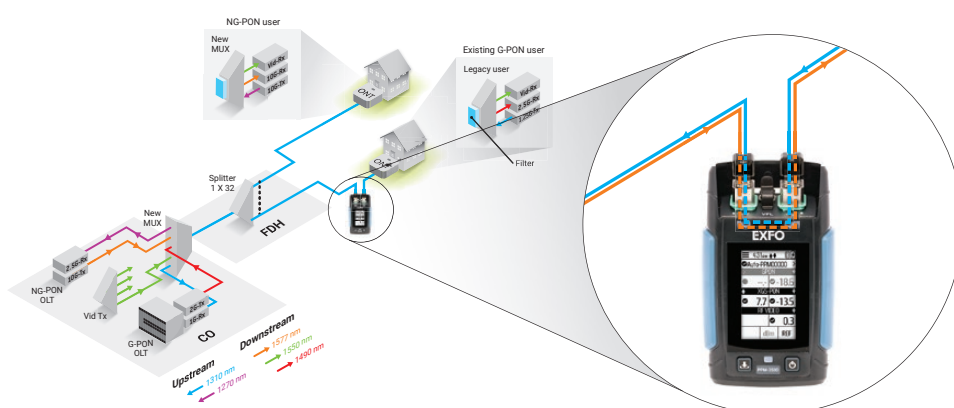 NG-PON user
New
MUX
Vid-Rx
10G-Rx
10G-Tx
Existing G-PON user
Legacy user
Vid-Rx
2.5G-Rx
1.25G-Tx
Filter
ONT
ONT
Splitter
1 X 32
FDH
New
MUX
2.5G-Rx
10G-Tx
NG-PON
OLT
Vid Tx
2G-Tx
1G-Rx
G-PON
OLT
CO
Upstream
1310 nm
1270 nm
Downstream
1577 nm
1550 nm
1490 nm
EXFO
XGS-PON
7.7
-13.5
RF VIDEO
0.3
dBm
REF